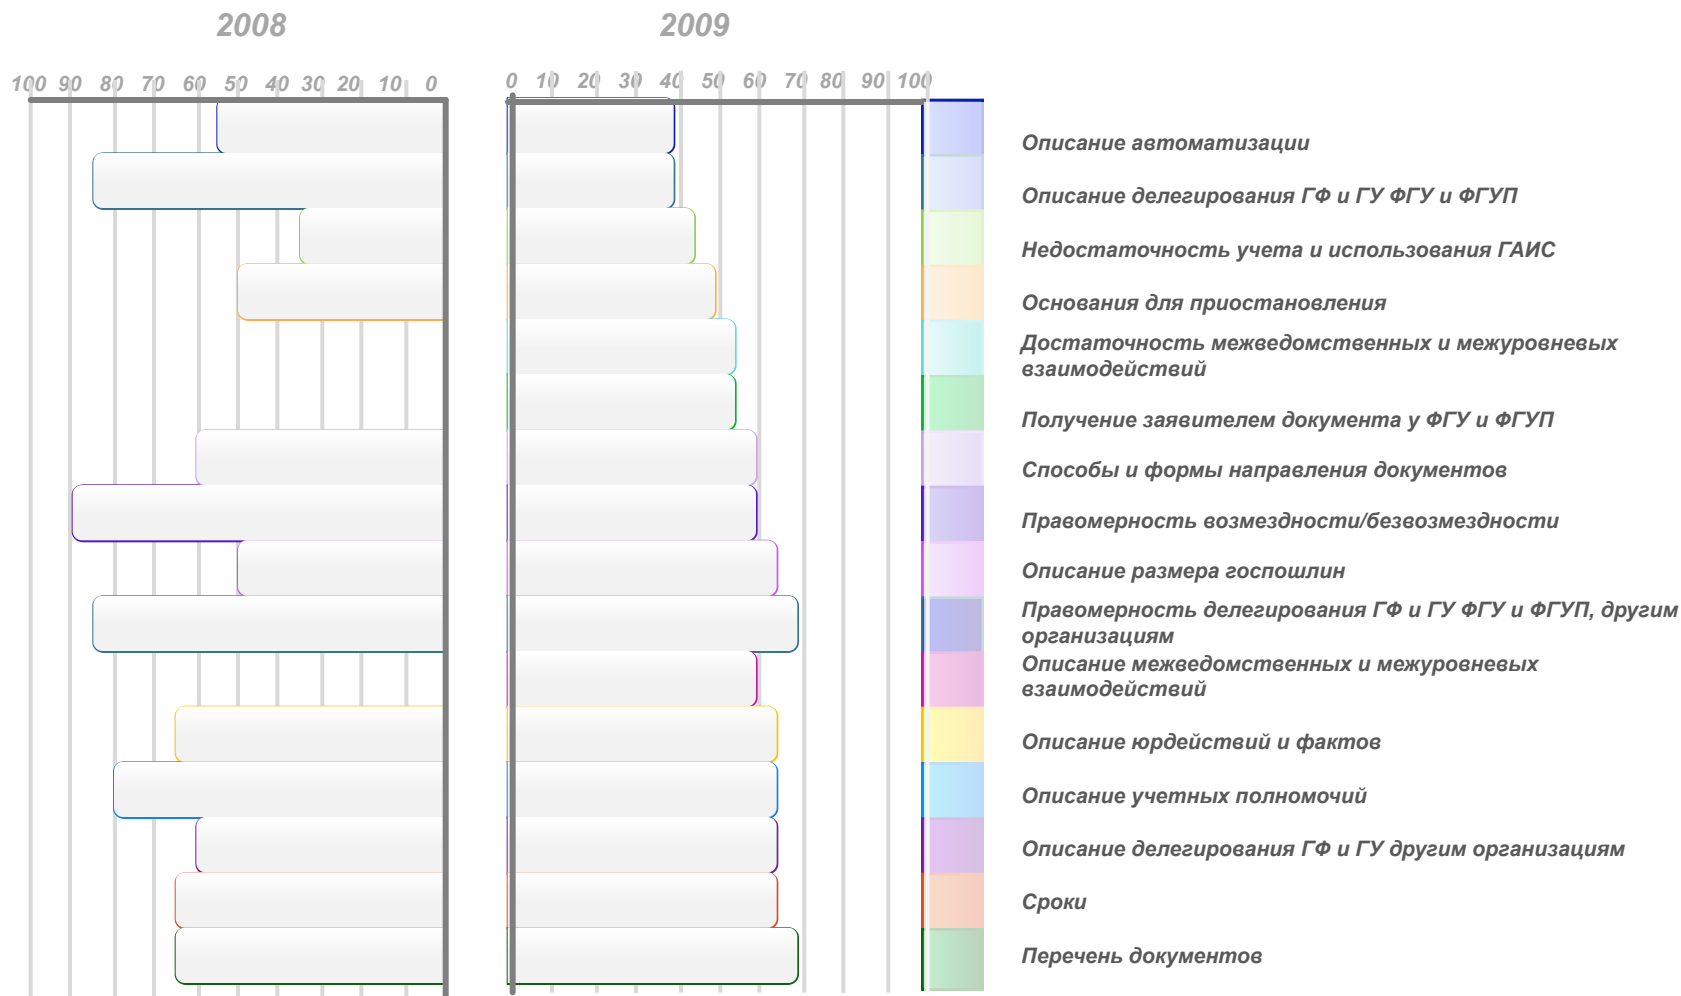 2008 2009
100 90 80 70 60 50 40 30 20 10 0
0 10 20 30 40 50 60 70 80 90 100
Описание автоматизации
Описание делегирования ГФ и ГУ ФГУ и ФГУП
Недостаточность учета и использования ГАИС
Основания для приостановления
Достаточность межведомственных и межуровневых
взаимодействий
Получение заявителем документа у ФГУ и ФГУП
Способы и формы направления документов
Правомерность возмездности/безвозмездности
Описание размера госпошлин
Правомерность делегирования ГФ и ГУ ФГУ и ФГУП, другим
организациям
Описание межведомственных и межуровневых
взаимодействий
Описание юрдействий и фактов
Описание учетных полномочий
Описание делегирования ГФ и ГУ другим организациям
Сроки
Перечень документов